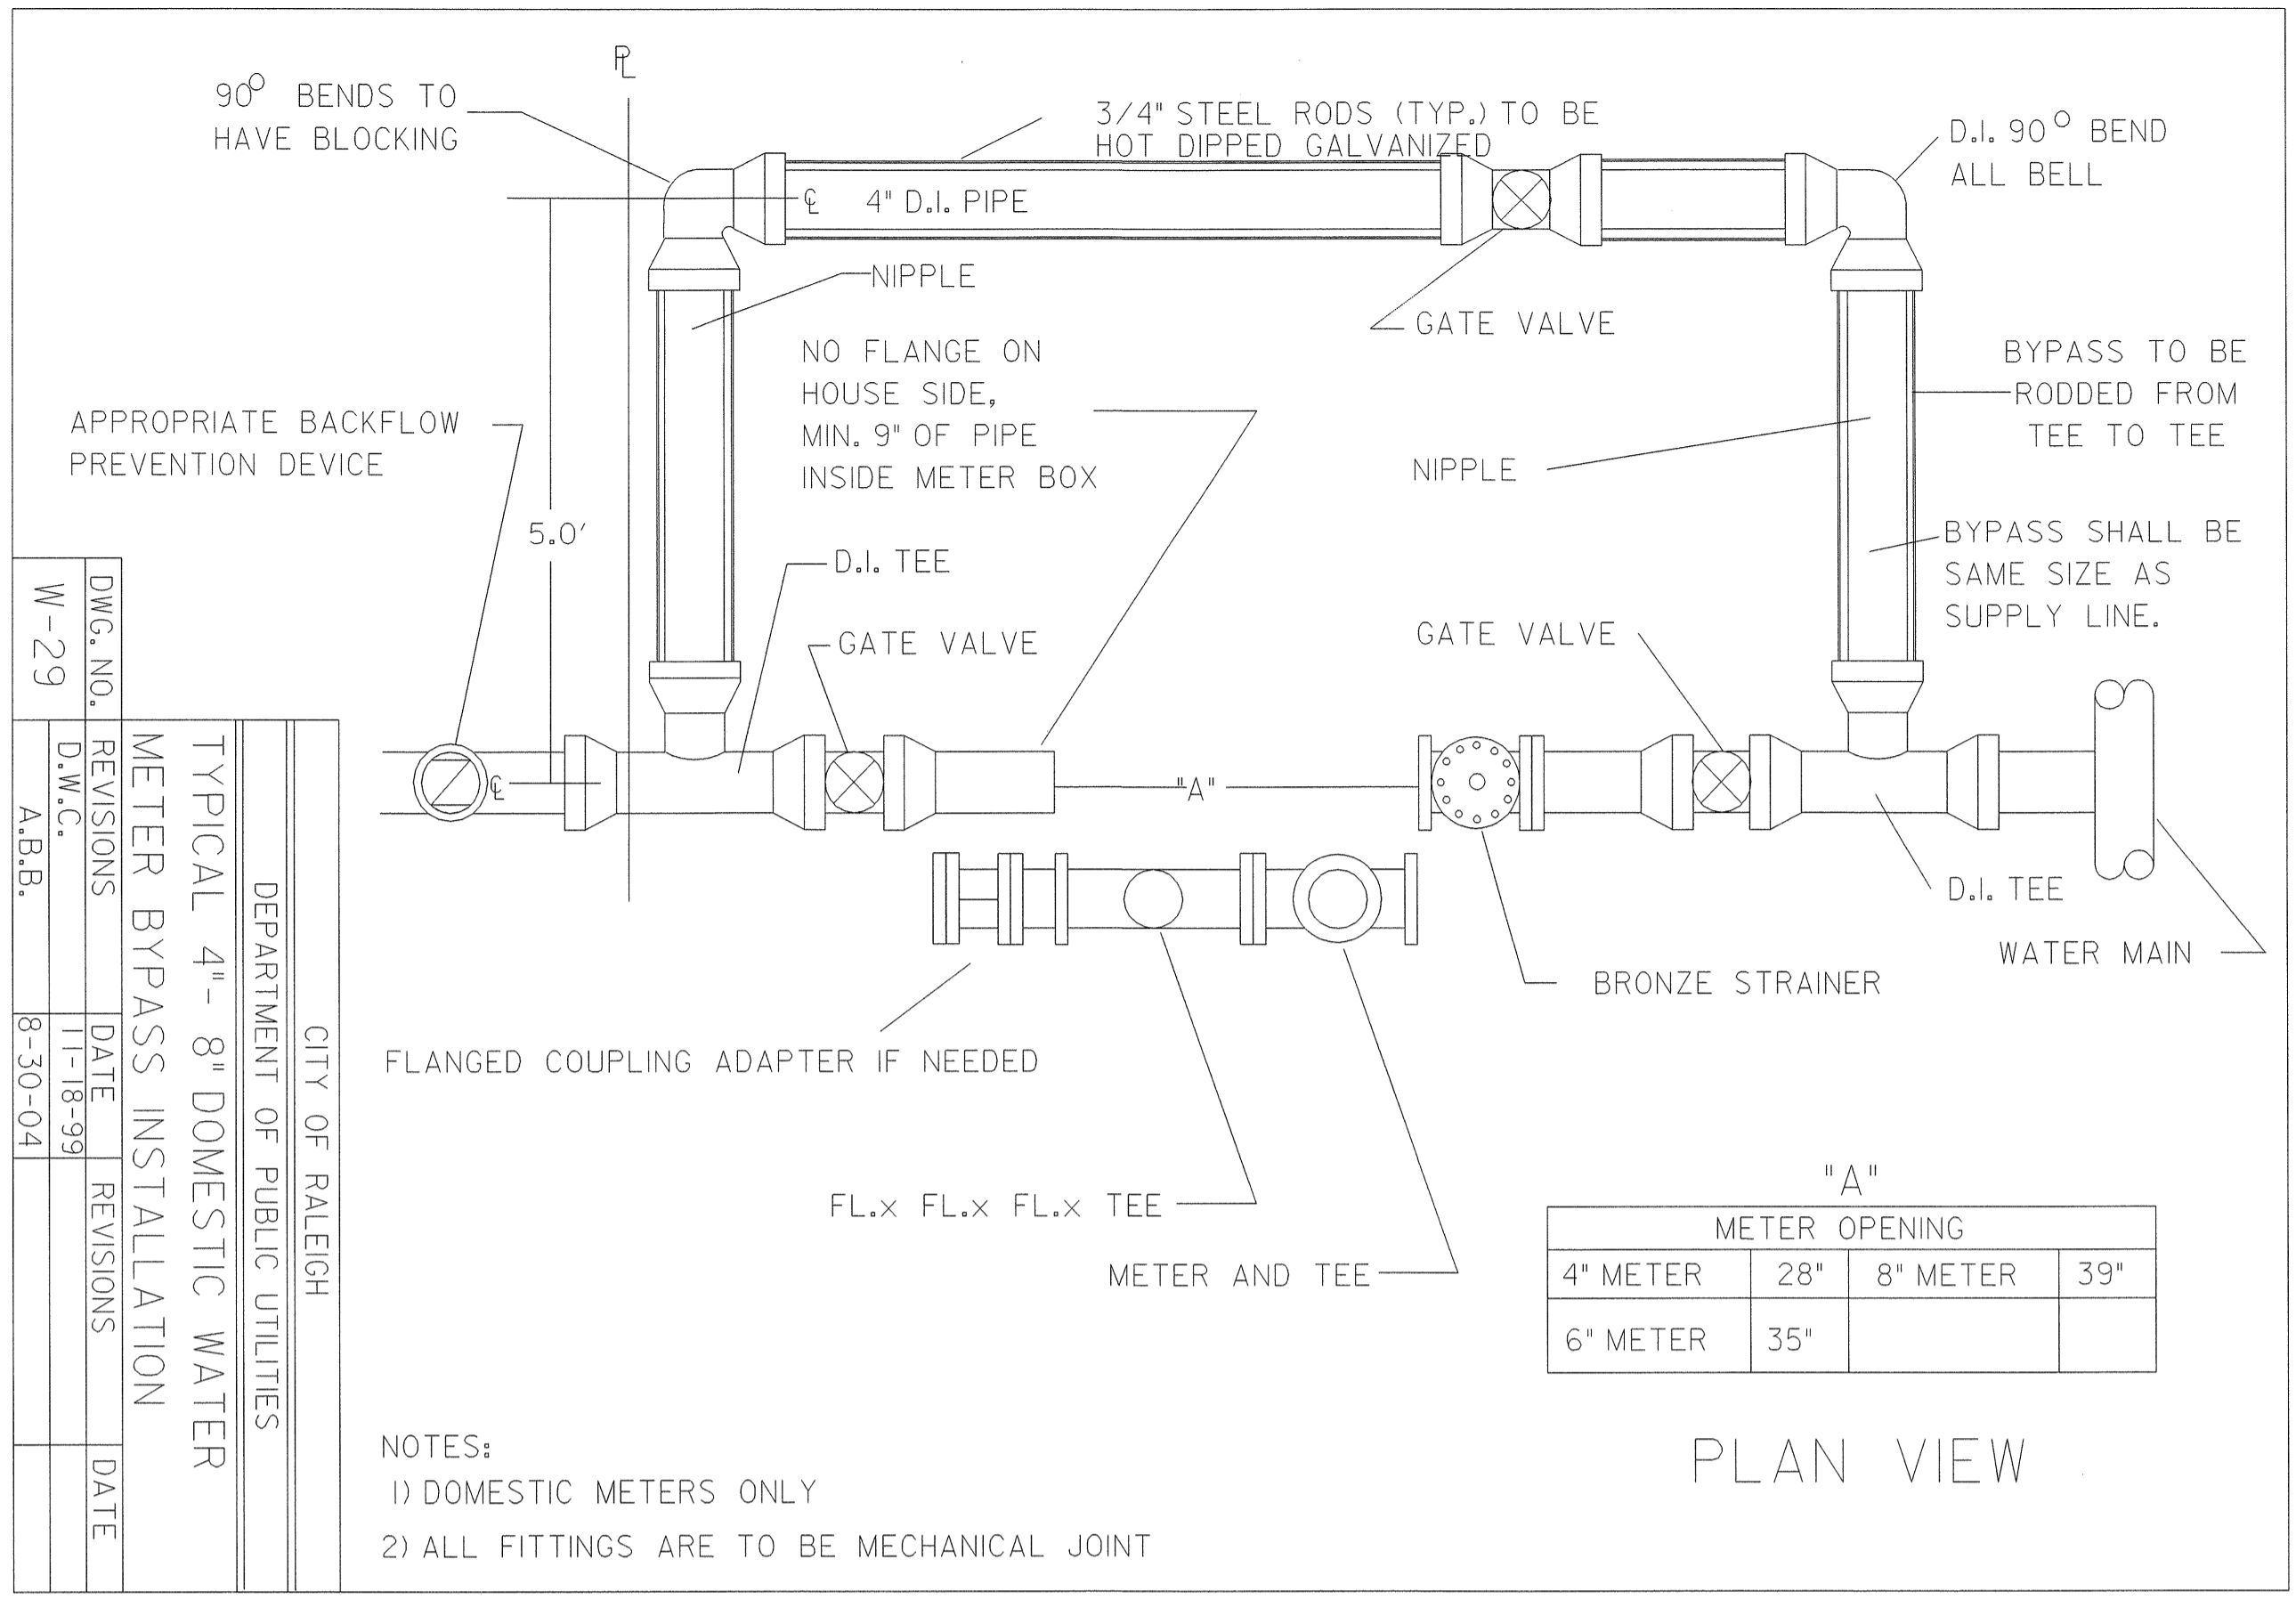 PL
90° BENDS TO
HAVE BLOCKING
3/4" STEEL RODS (TYP.) TO BE
HOT DIPPED GALVANIZED
D.I. 90° BEND
ALL BELL
CL 4" D.I. PIPE
NIPPLE
GATE VALVE
NO FLANGE ON
HOUSE SIDE,
MIN. 9" OF PIPE
INSIDE METER BOX
BYPASS TO BE
RODDED FROM
TEE TO TEE
APPROPRIATE BACKFLOW
PREVENTION DEVICE
NIPPLE
5.0'
D.I. TEE
BYPASS SHALL BE
SAME SIZE AS
SUPPLY LINE.
GATE VALVE
GATE VALVE
CL
"A"
D.I. TEE
WATER MAIN
BRONZE STRAINER
FLANGED COUPLING ADAPTER IF NEEDED
FL.x FL.x FL.x TEE
METER AND TEE
"A"
METER OPENING
4" METER 28" 8" METER 39"
6" METER 35"
PLAN VIEW
NOTES:
1) DOMESTIC METERS ONLY
2) ALL FITTINGS ARE TO BE MECHANICAL JOINT
CITY OF RALEIGH
DEPARTMENT OF PUBLIC UTILITIES
TYPICAL 4"- 8" DOMESTIC WATER
METER BYPASS INSTALLATION
DWG. NO. REVISIONS DATE REVISIONS DATE
W-29
D.W.C. 11-18-99
A.B.B. 8-30-04